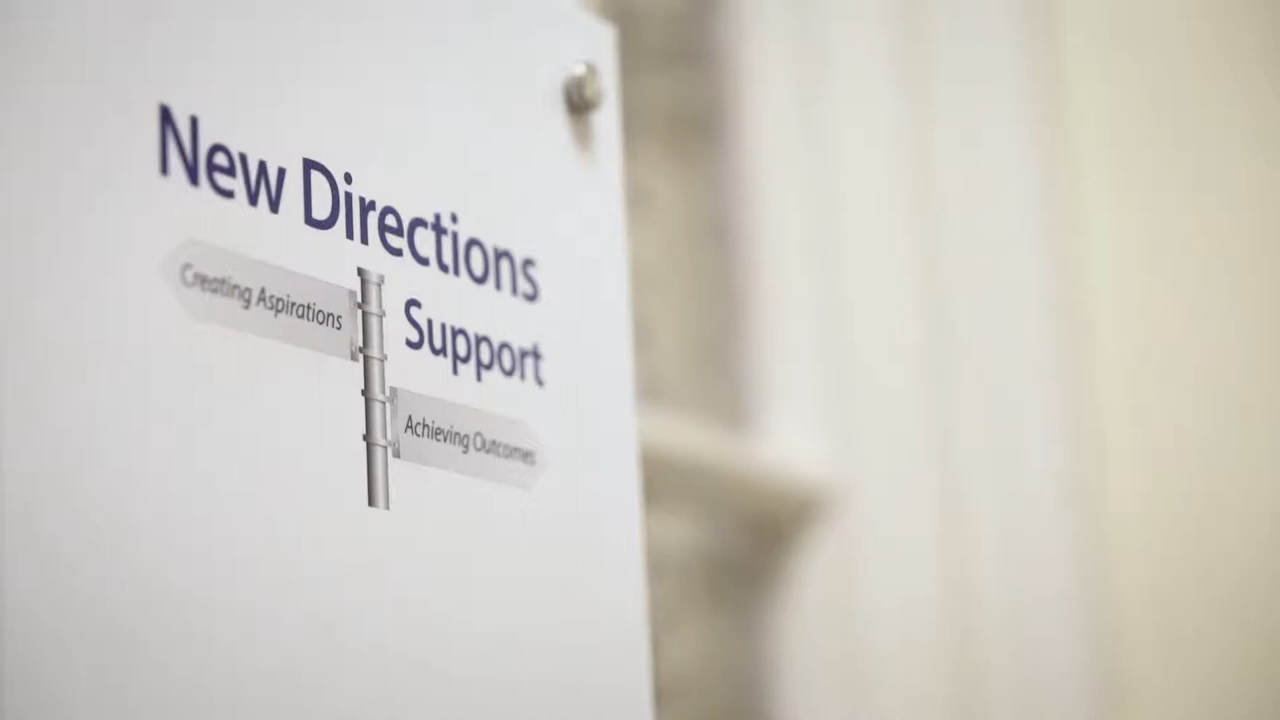 New Directions
Creating Aspirations
Support
Achieving Outcomes